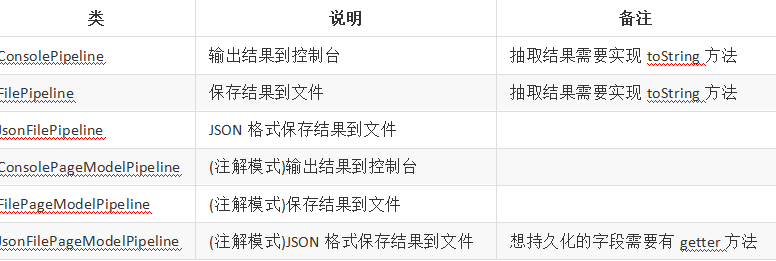 类 说明 备注
ConsolePipeline 输出结果到控制台 抽取结果需要实现 toString 方法
FilePipeline 保存结果到文件 抽取结果需要实现 toString 方法
JsonFilePipeline JSON 格式保存结果到文件
ConsolePageModelPipeline (注解模式)输出结果到控制台
FilePageModelPipeline (注解模式)保存结果到文件
JsonFilePageModelPipeline (注解模式)JSON 格式保存结果到文件 想持久化的字段需要有 getter 方法